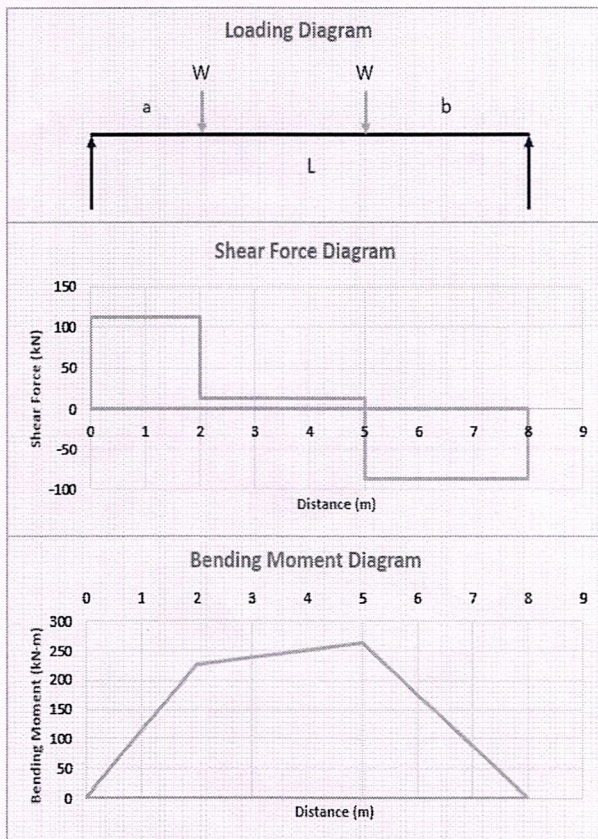 Loading Diagram
W W
a b
L
Shear Force Diagram
150
100
50
0
-50
-100
0 1 2 3 4 5 6 7 8 9
Shear Force (kN)
Distance (m)
Bending Moment Diagram
0 1 2 3 4 5 6 7 8 9
300
250
200
150
100
50
0
Bending Moment (kN-m)
Distance (m)